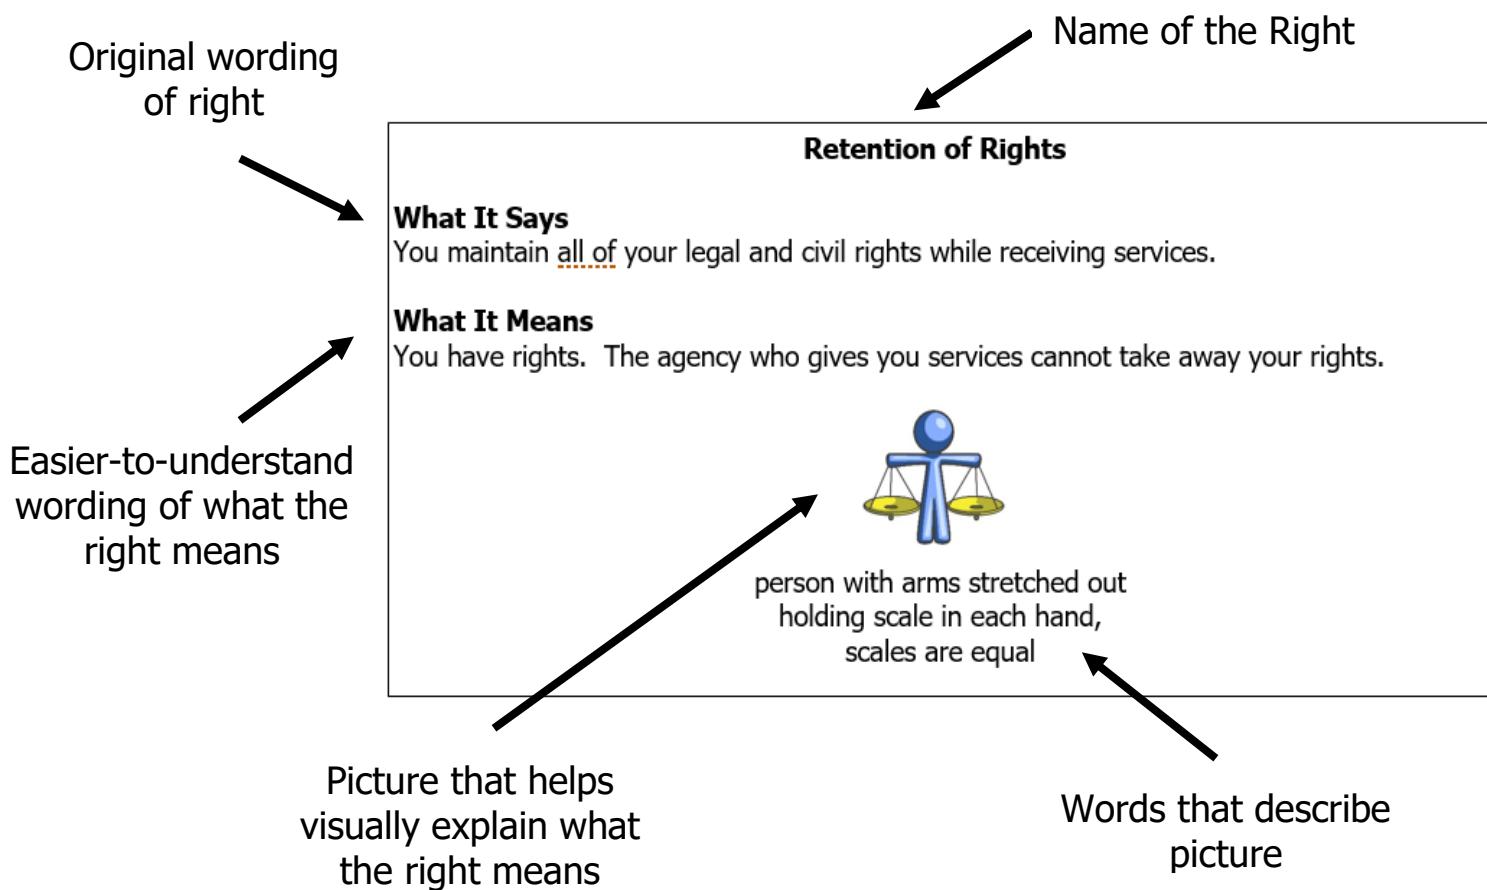 Name of the Right
Original wording
of right
Retention of Rights
What It Says
You maintain all of your legal and civil rights while receiving services.
What It Means
You have rights.  The agency who gives you services cannot take away your rights.
Easier-to-understand
wording of what the
right means
person with arms stretched out
holding scale in each hand,
scales are equal
Picture that helps
visually explain what
the right means
Words that describe
picture